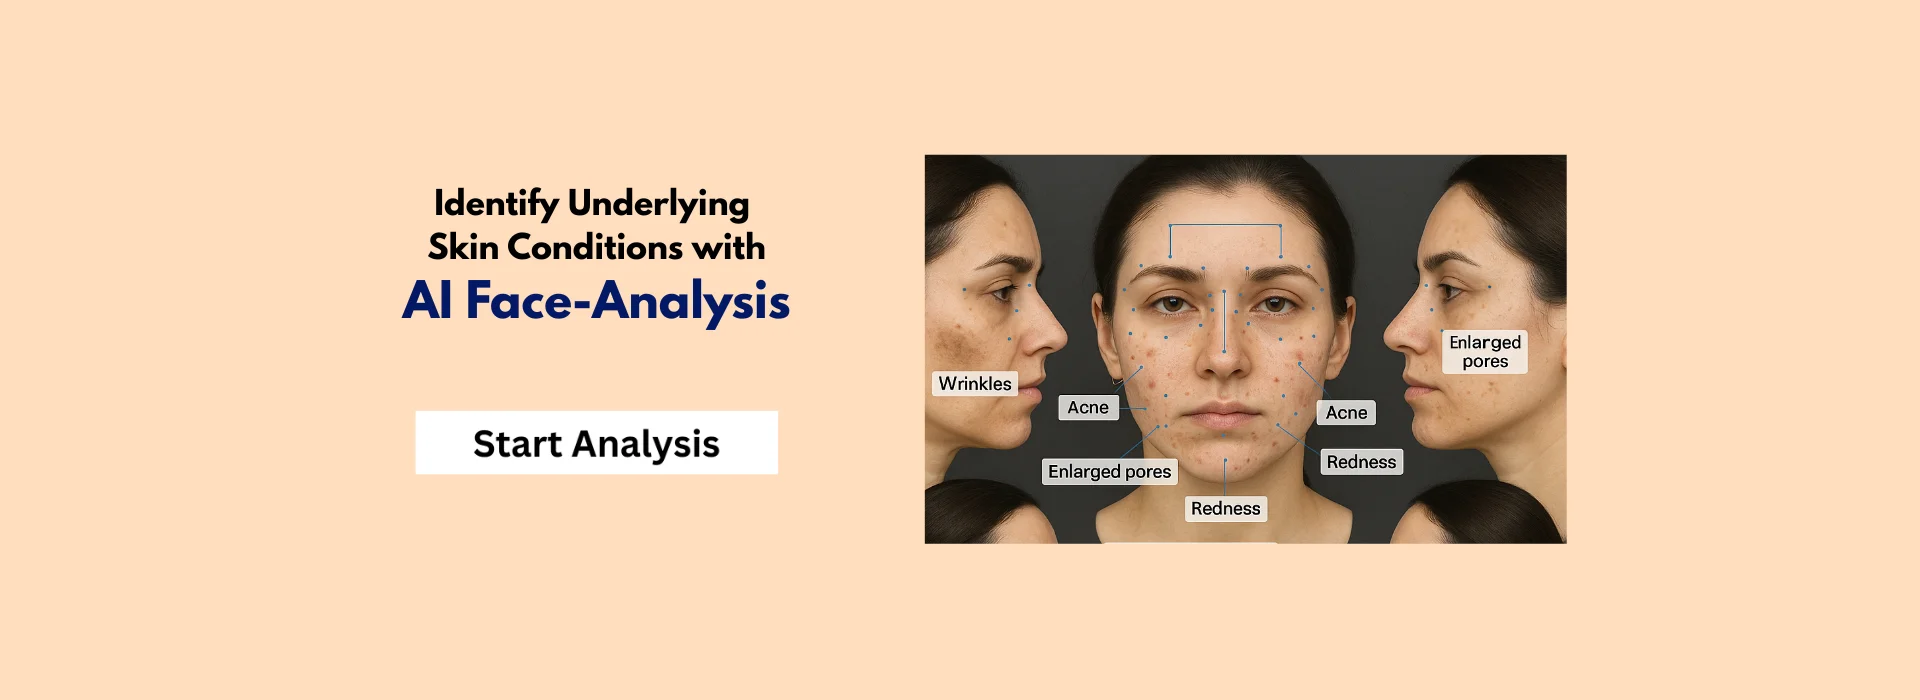 Identify Underlying
Skin Conditions with
AI Face-Analysis
Start Analysis
Wrinkles
Acne
Enlarged pores
Redness
Acne
Redness
Enlarged
pores